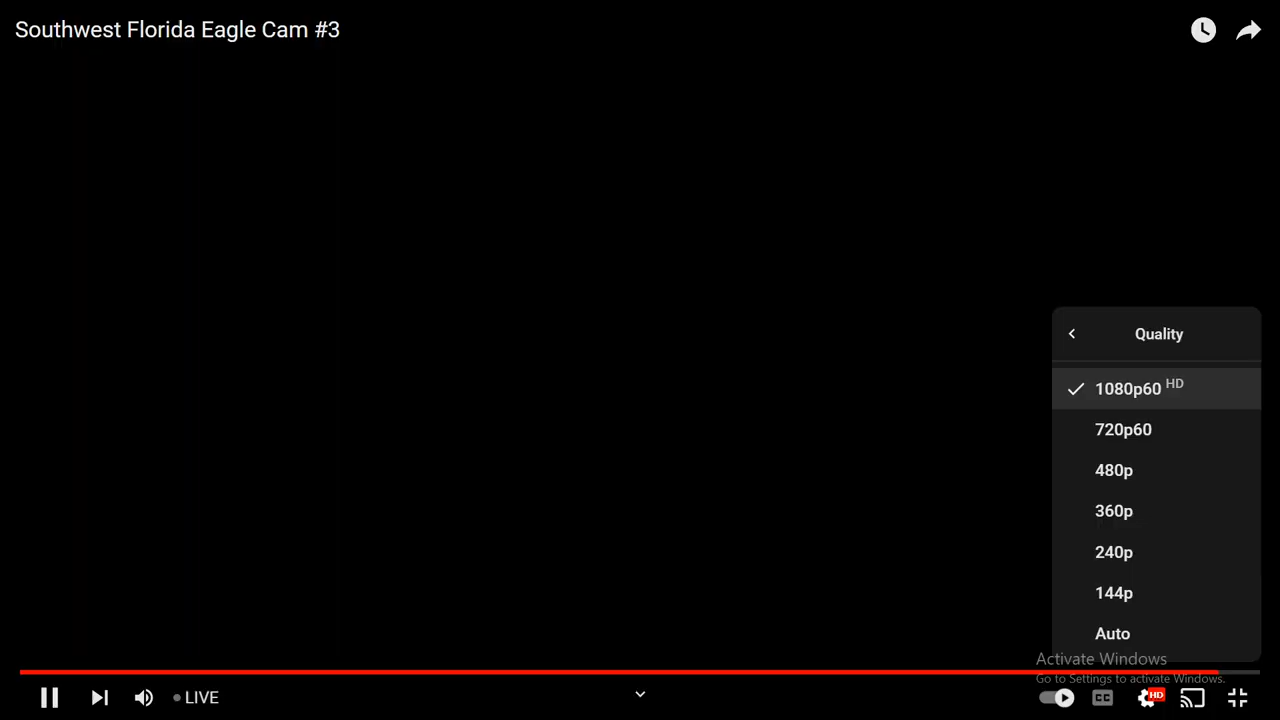 Southwest Florida Eagle Cam #3
Quality
1080p60 HD
720p60
480p
360p
240p
144p
Auto
Activate Windows
Go to Settings to activate Windows.
LIVE
CC
HD